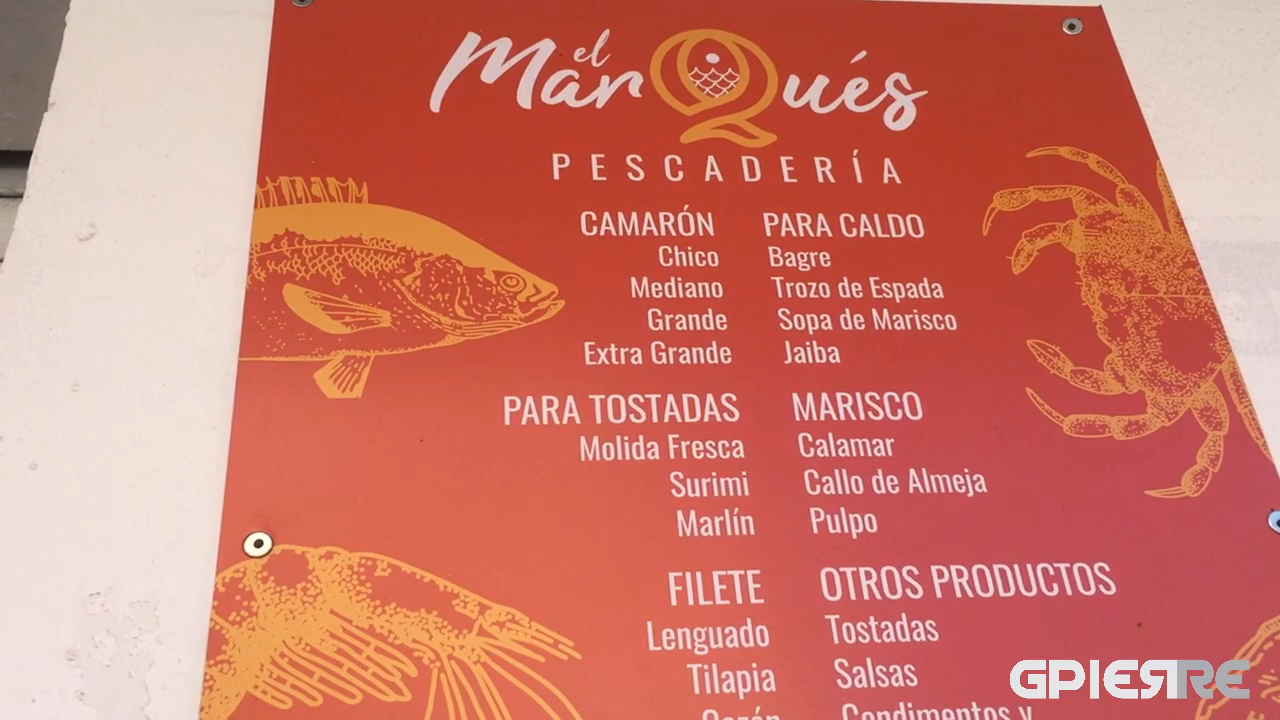 el
MarQués
PESCADERÍA
CAMARÓN
Chico
Mediano
Grande
Extra Grande
PARA CALDO
Bagre
Trozo de Espada
Sopa de Marisco
Jaiba
PARA TOSTADAS
Molida Fresca
Surimi
Marlín
MARISCO
Calamar
Callo de Almeja
Pulpo
FILETE
Lenguado
Tilapia
Cazón
OTROS PRODUCTOS
Tostadas
Salsas
Condimentos y
GPIERRE